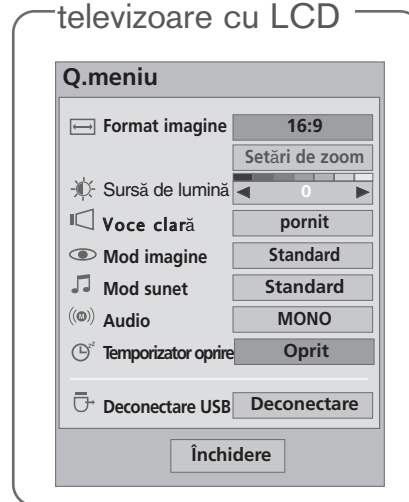 televizoare cu LCD
Q.meniu
Format imagine 16:9
Setări de zoom
Sursă de lumină ◀ 0 ▶
Voce clară pornit
Mod imagine Standard
Mod sunet Standard
Audio MONO
Temporizator oprire Oprit
Deconectare USB Deconectare
Închidere